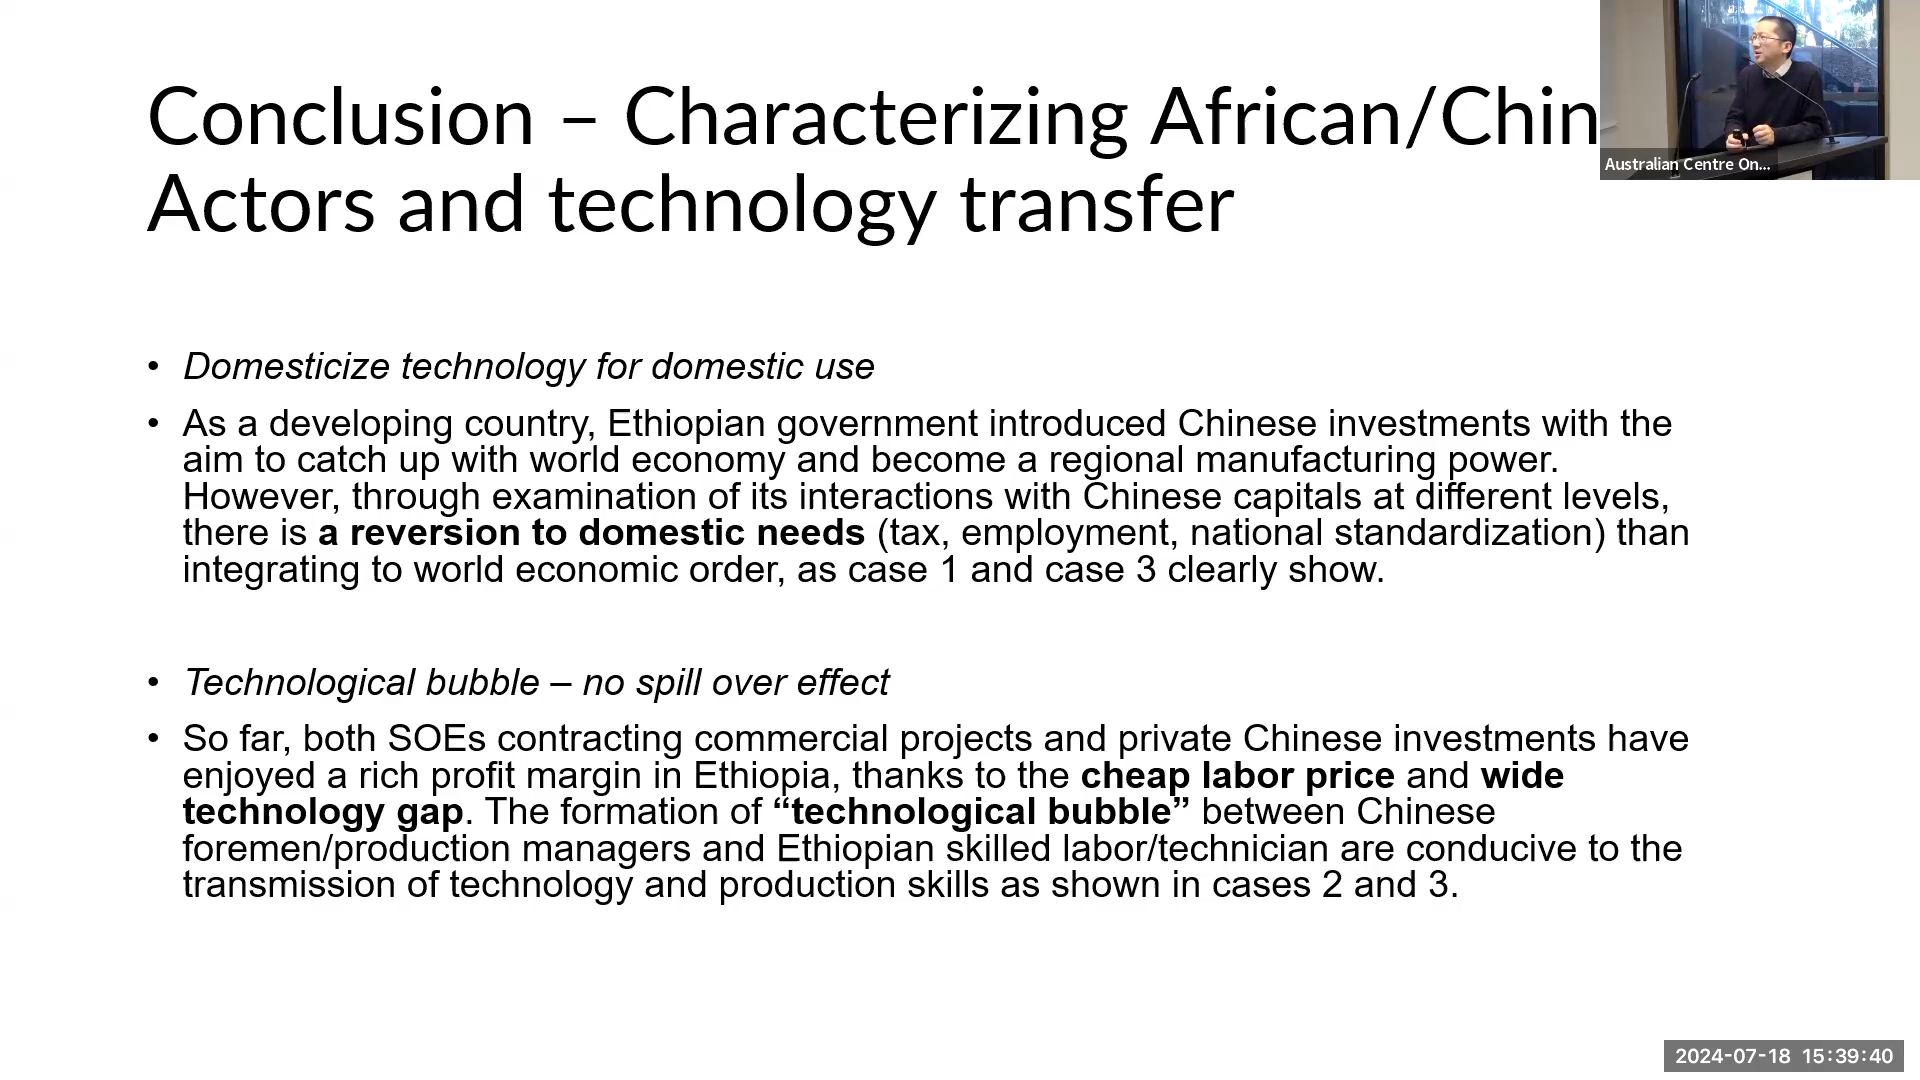 Conclusion – Characterizing African/Chin
Actors and technology transfer
Australian Centre On...
• Domesticize technology for domestic use
• As a developing country, Ethiopian government introduced Chinese investments with the
aim to catch up with world economy and become a regional manufacturing power.
However, through examination of its interactions with Chinese capitals at different levels,
there is a reversion to domestic needs (tax, employment, national standardization) than
integrating to world economic order, as case 1 and case 3 clearly show.
• Technological bubble – no spill over effect
• So far, both SOEs contracting commercial projects and private Chinese investments have
enjoyed a rich profit margin in Ethiopia, thanks to the cheap labor price and wide
technology gap. The formation of “technological bubble” between Chinese
foremen/production managers and Ethiopian skilled labor/technician are conducive to the
transmission of technology and production skills as shown in cases 2 and 3.
2024-07-18 15:39:40